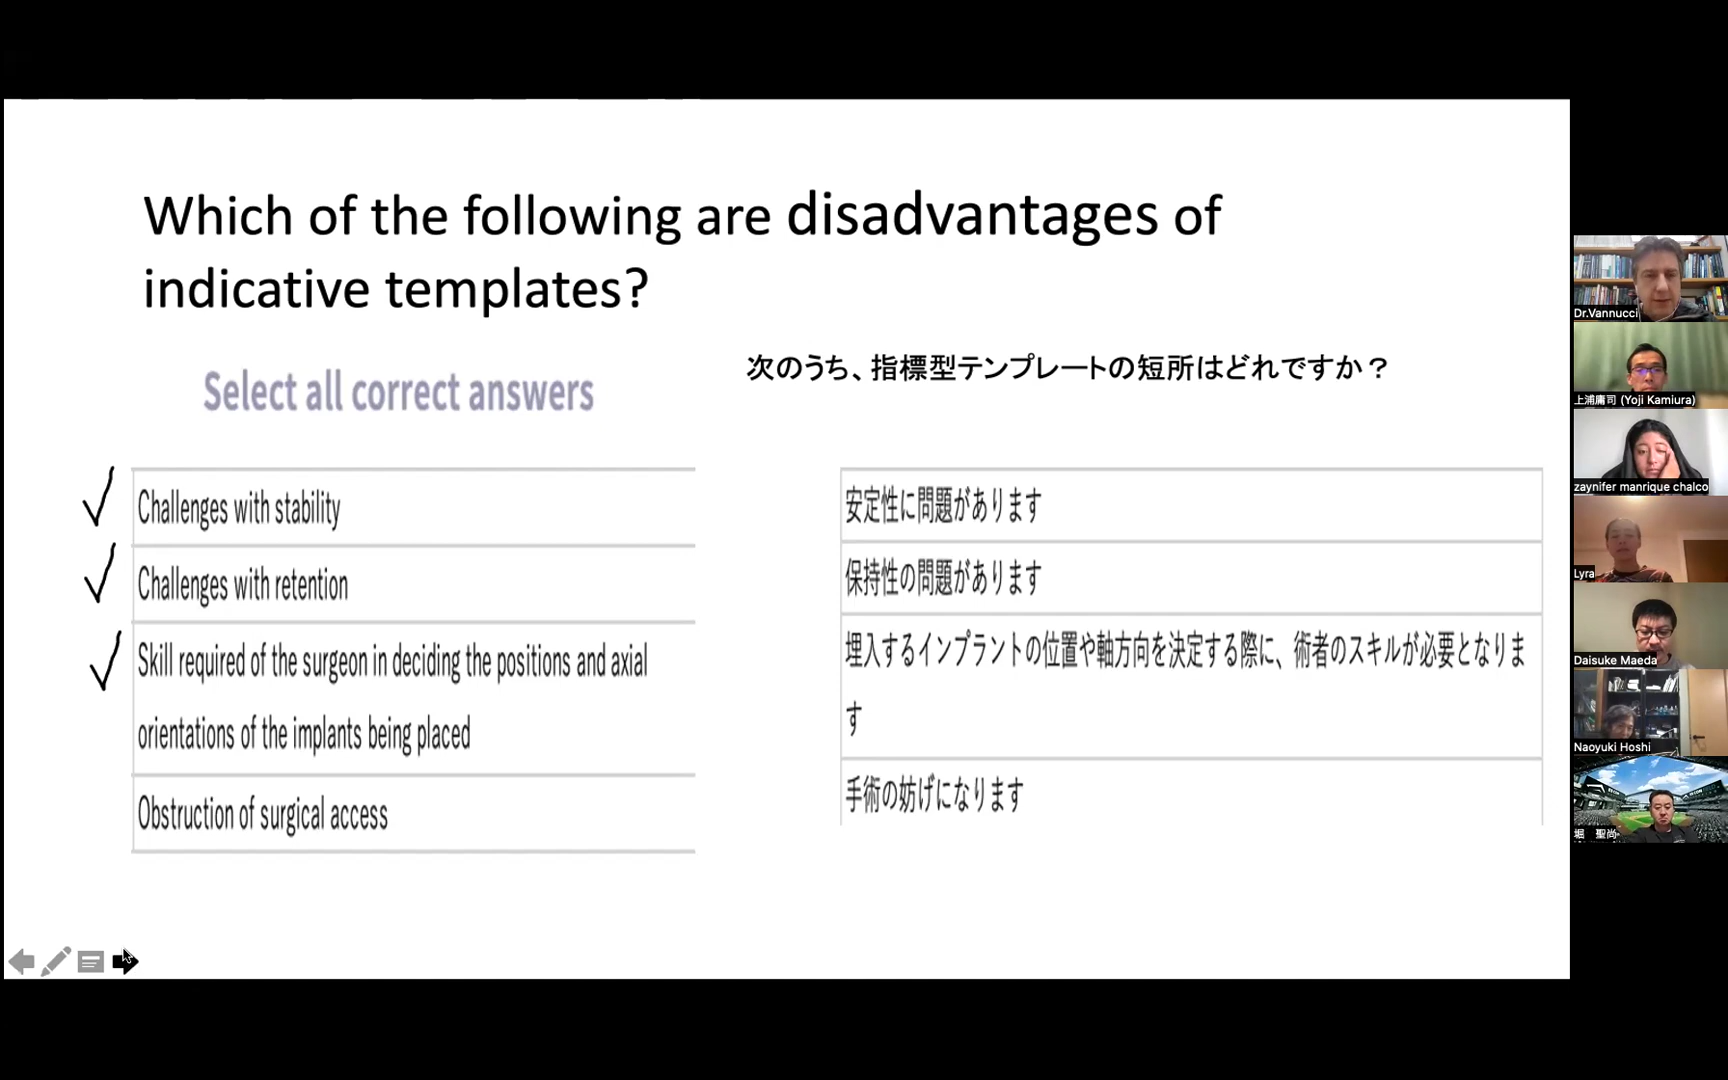 Which of the following are disadvantages of
indicative templates?
次のうち、指標型テンプレートの短所はどれですか？
Select all correct answers
Challenges with stability
Challenges with retention
Skill required of the surgeon in deciding the positions and axial
orientations of the implants being placed
Obstruction of surgical access
安定性に問題があります
保持性の問題があります
埋入するインプラントの位置や軸方向を決定する際に、術者のスキルが必要となりま
す
手術の妨げになります
Dr.Vannucci
上浦庸司 (Yoji Kamiura)
zaynifer manrique chalco
Lyra
Daisuke Maeda
Naoyuki Hoshi
堀 聖尚